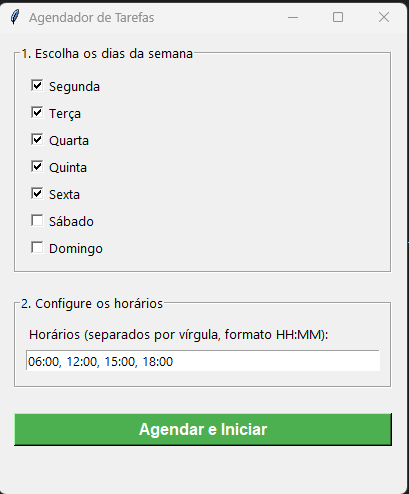 Agendador de Tarefas
1. Escolha os dias da semana
Segunda
Terça
Quarta
Quinta
Sexta
Sábado
Domingo
2. Configure os horários
Horários (separados por vírgula, formato HH:MM):
06:00, 12:00, 15:00, 18:00
Agendar e Iniciar